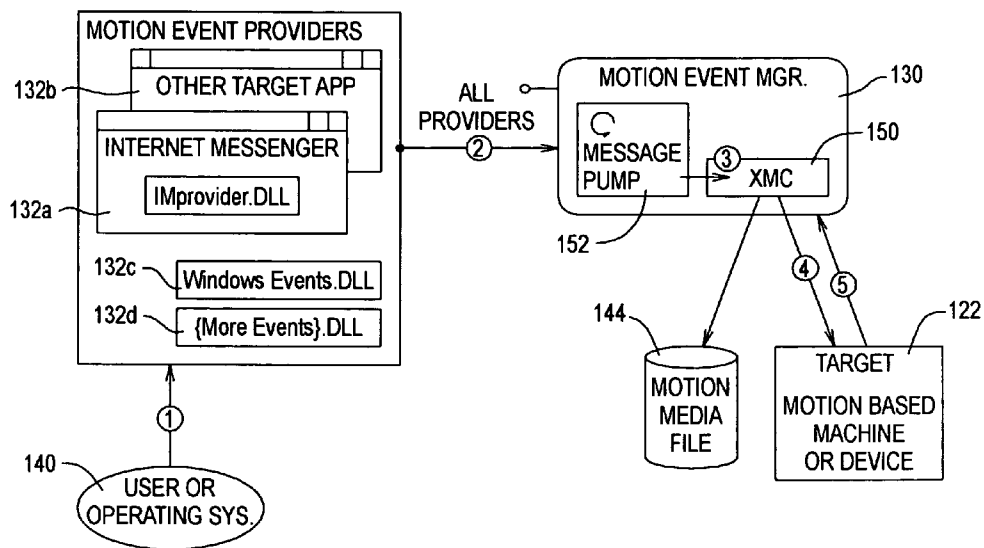 MOTION EVENT PROVIDERS
132b
OTHER TARGET APP
INTERNET MESSENGER
IMprovider.DLL
132a
132c
Windows Events.DLL
132d
{More Events}.DLL
1
140
USER OR
OPERATING SYS.
ALL
PROVIDERS
2
MOTION EVENT MGR.
130
MESSAGE
PUMP
3
XMC
150
152
4
5
144
MOTION
MEDIA
FILE
122
TARGET
MOTION BASED
MACHINE
OR DEVICE